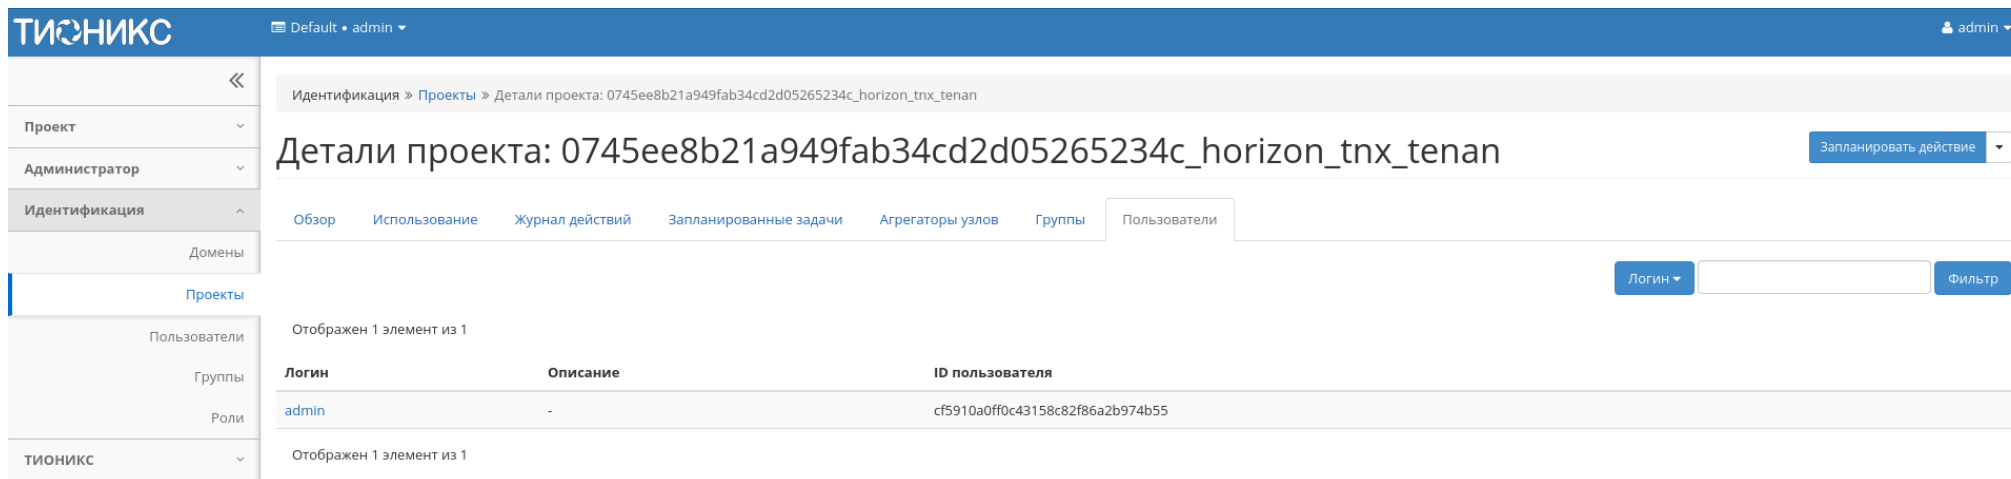 ТИОНИКС
Default • admin
admin
Идентификация » Проекты » Детали проекта: 0745ee8b21a949fab34cd2d05265234c_horizon_tnx_tenan
Проект
Администратор
Идентификация
Домены
Проекты
Пользователи
Группы
Роли
ТИОНИКС
Детали проекта: 0745ee8b21a949fab34cd2d05265234c_horizon_tnx_tenan
Запланировать действие
Обзор Использование Журнал действий Запланированные задачи Агрегаторы узлов Группы Пользователи
Логин Фильтр
Отображен 1 элемент из 1
Логин Описание ID пользователя
admin - cf5910a0ff0c43158c82f86a2b974b55
Отображен 1 элемент из 1